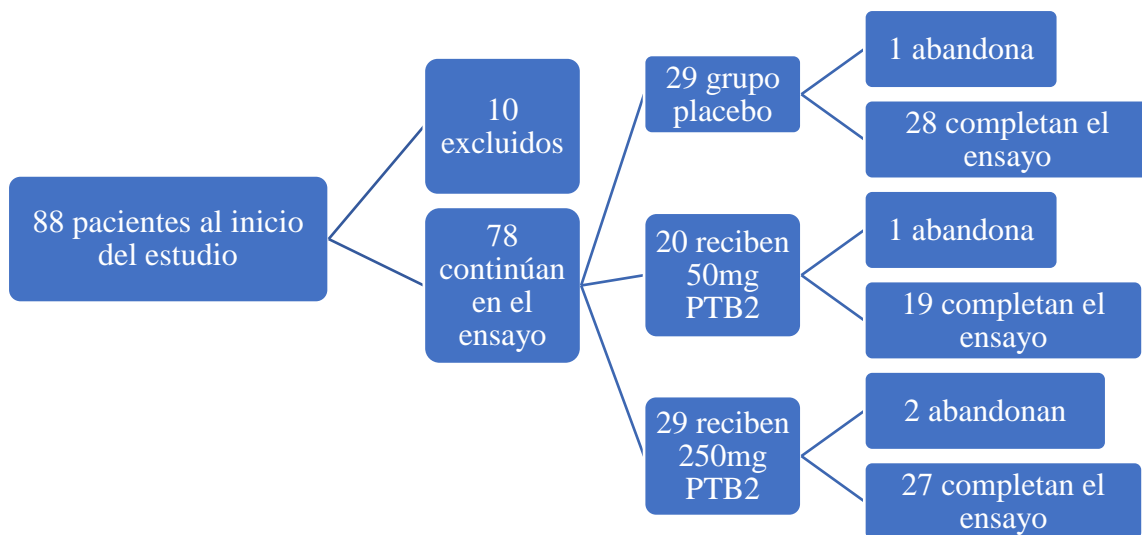 88 pacientes al inicio
del estudio
10
excluidos
78
continúan
en el
ensayo
29 grupo
placebo
1 abandona
28 completan el
ensayo
20 reciben
50mg
PTB2
1 abandona
19 completan el
ensayo
29 reciben
250mg
PTB2
2 abandonan
27 completan el
ensayo